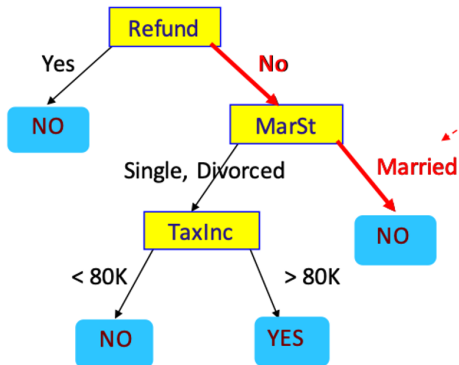 Refund
Yes
No
NO
MarSt
Single, Divorced
Married
TaxInc
NO
< 80K
> 80K
NO
YES